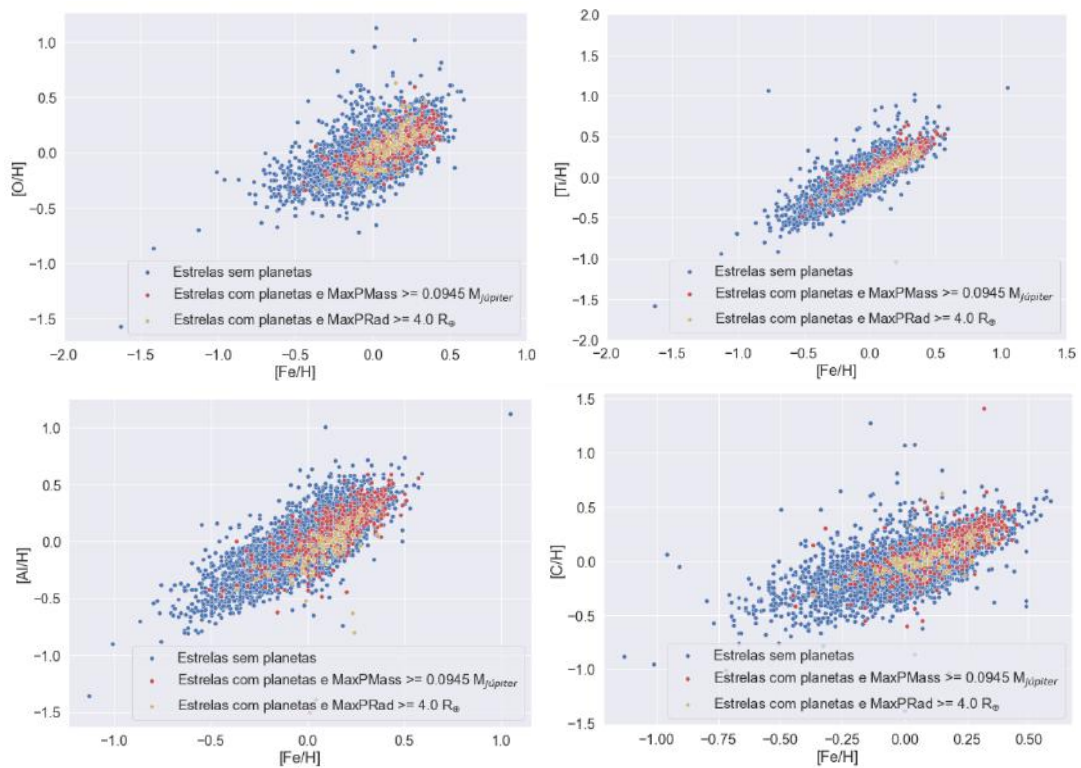 1.0
0.5
0.0
−0.5
−1.0
−1.5
[O/H]
Estrelas sem planetas
Estrelas com planetas e MaxPMass >= 0.0945 M_Júpiter
Estrelas com planetas e MaxPRad >= 4.0 R⊕
−2.0 −1.5 −1.0 −0.5 0.0 0.5 1.0
[Fe/H]
2.0
1.5
1.0
0.5
0.0
−0.5
−1.0
−1.5
−2.0
[Ti/H]
Estrelas sem planetas
Estrelas com planetas e MaxPMass >= 0.0945 M_Júpiter
Estrelas com planetas e MaxPRad >= 4.0 R⊕
−2.0 −1.5 −1.0 −0.5 0.0 0.5 1.0 1.5
[Fe/H]
1.0
0.5
0.0
−0.5
−1.0
−1.5
[Al/H]
Estrelas sem planetas
Estrelas com planetas e MaxPMass >= 0.0945 M_Júpiter
Estrelas com planetas e MaxPRad >= 4.0 R⊕
−1.0 −0.5 0.0 0.5 1.0
[Fe/H]
1.5
1.0
0.5
0.0
−0.5
−1.0
−1.5
[C/H]
Estrelas sem planetas
Estrelas com planetas e MaxPMass >= 0.0945 M_Júpiter
Estrelas com planetas e MaxPRad >= 4.0 R⊕
−1.00 −0.75 −0.50 −0.25 0.00 0.25 0.50
[Fe/H]